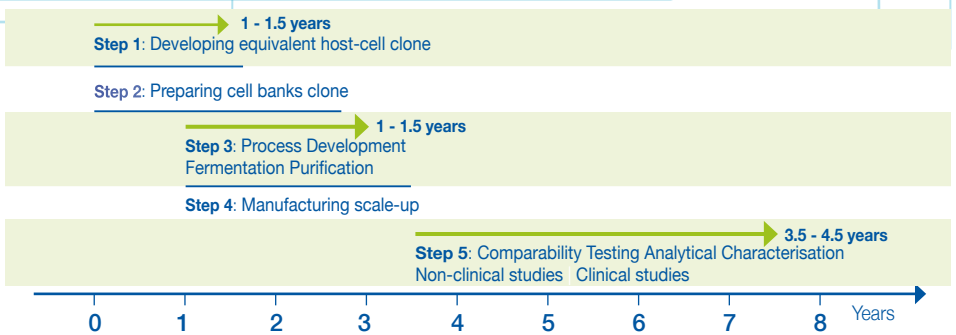 1 - 1.5 years
Step 1: Developing equivalent host-cell clone
Step 2: Preparing cell banks clone
1 - 1.5 years
Step 3: Process Development
Fermentation Purification
Step 4: Manufacturing scale-up
3.5 - 4.5 years
Step 5: Comparability Testing Analytical Characterisation
Non-clinical studies Clinical studies
0 1 2 3 4 5 6 7 8 Years